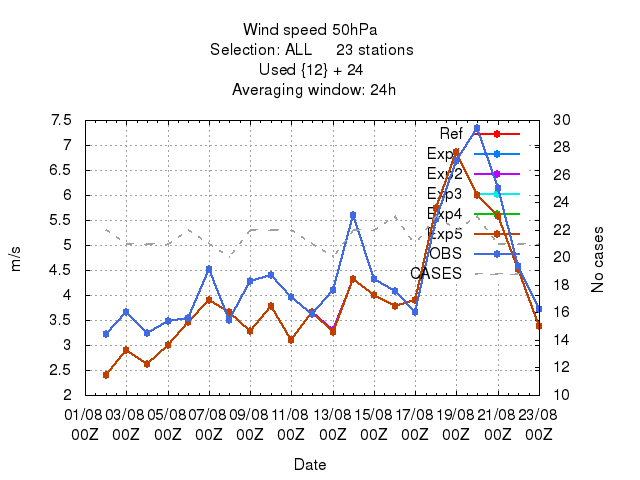 Wind speed 50hPa
Selection: ALL 23 stations
Used {12} + 24
Averaging window: 24h
7.5
7
6.5
6
5.5
5
4.5
4
3.5
3
2.5
2
m/s
30
28
26
24
22
20
18
16
14
12
10
No cases
Ref
Exp1
Exp2
Exp3
Exp4
Exp5
OBS
CASES
01/08 03/08 05/08 07/08 09/08 11/08 13/08 15/08 17/08 19/08 21/08 23/08
00Z 00Z 00Z 00Z 00Z 00Z 00Z 00Z 00Z 00Z 00Z 00Z
Date